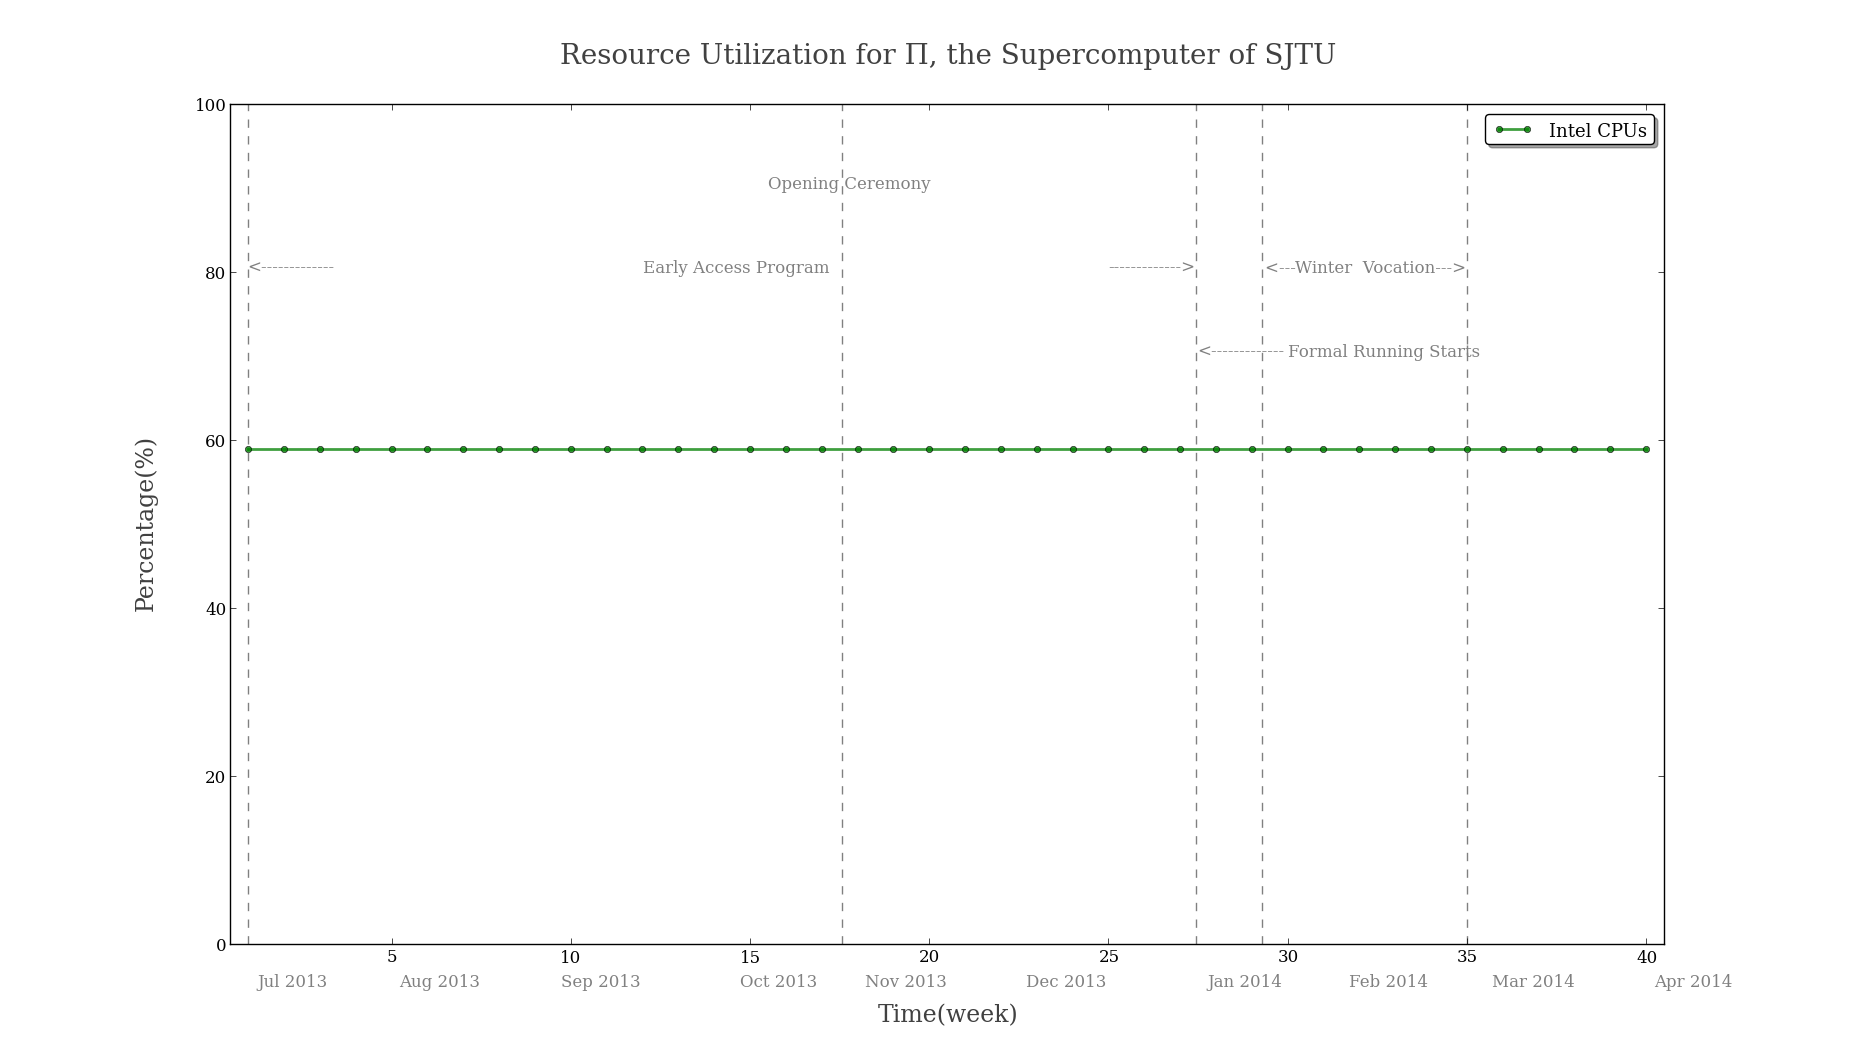 Resource Utilization for Π, the Supercomputer of SJTU
100
Intel CPUs
Opening Ceremony
80
<------------- Early Access Program ------------->
<---Winter  Vocation--->
<------------- Formal Running Starts
60
Percentage(%)
40
20
0
5 10 15 20 25 30 35 40
Jul 2013 Aug 2013 Sep 2013 Oct 2013 Nov 2013 Dec 2013 Jan 2014 Feb 2014 Mar 2014 Apr 2014
Time(week)